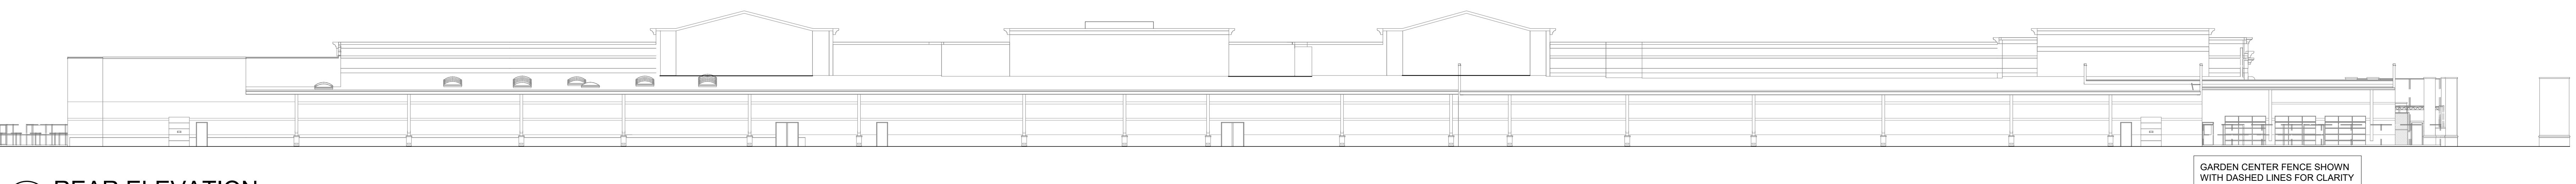 REAR ELEVATION
GARDEN CENTER FENCE SHOWN
WITH DASHED LINES FOR CLARITY